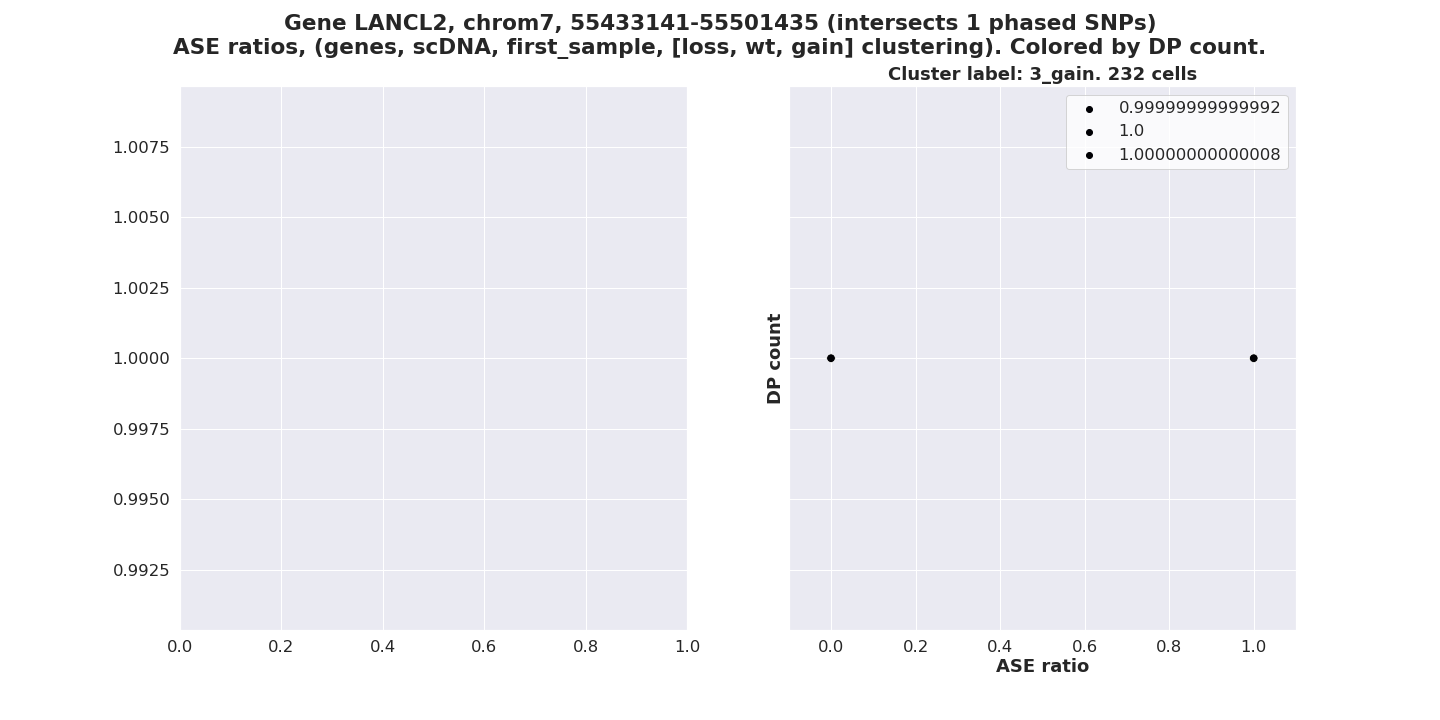 Gene LANCL2, chrom7, 55433141-55501435 (intersects 1 phased SNPs)
ASE ratios, (genes, scDNA, first_sample, [loss, wt, gain] clustering). Colored by DP count.
Cluster label: 3_gain. 232 cells
0.99999999999992
1.0
1.00000000000008
1.0075
1.0050
1.0025
1.0000
0.9975
0.9950
0.9925
DP count
0.0 0.2 0.4 0.6 0.8 1.0
0.0 0.2 0.4 0.6 0.8 1.0
ASE ratio